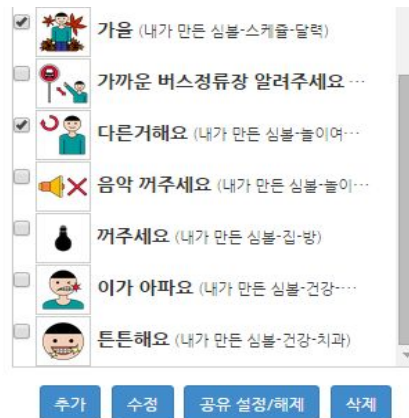 가을 (내가 만든 심볼-스케쥴-달력)
가까운 버스정류장 알려주세요 ···
다른거해요 (내가 만든 심볼-놀이여···
음악 꺼주세요 (내가 만든 심볼-놀이···
꺼주세요 (내가 만든 심볼-집-방)
이가 아파요 (내가 만든 심볼-건강-···
튼튼해요 (내가 만든 심볼-건강-치과)
추가 수정 공유 설정/해제 삭제